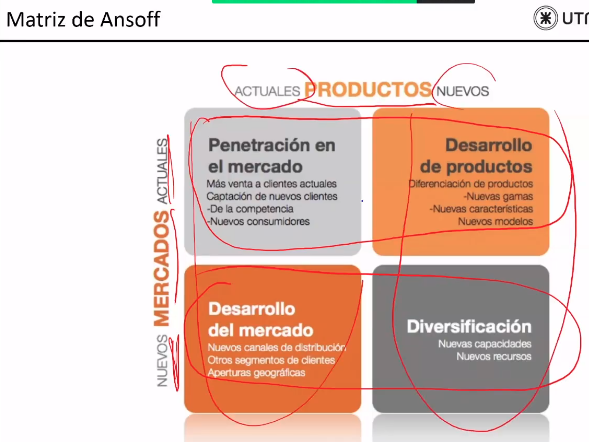 Matriz de Ansoff
UTN
ACTUALES PRODUCTOS NUEVOS
MERCADOS ACTUALES
Penetración en
el mercado
Más venta a clientes actuales
Captación de nuevos clientes
-De la competencia
-Nuevos consumidores
Desarrollo
de productos
Diferenciación de productos
-Nuevas gamas
-Nuevas características
Nuevos modelos
NUEVOS
Desarrollo
del mercado
Nuevos canales de distribución
Otros segmentos de clientes
Aperturas geográficas
Diversificación
Nuevas capacidades
Nuevos recursos